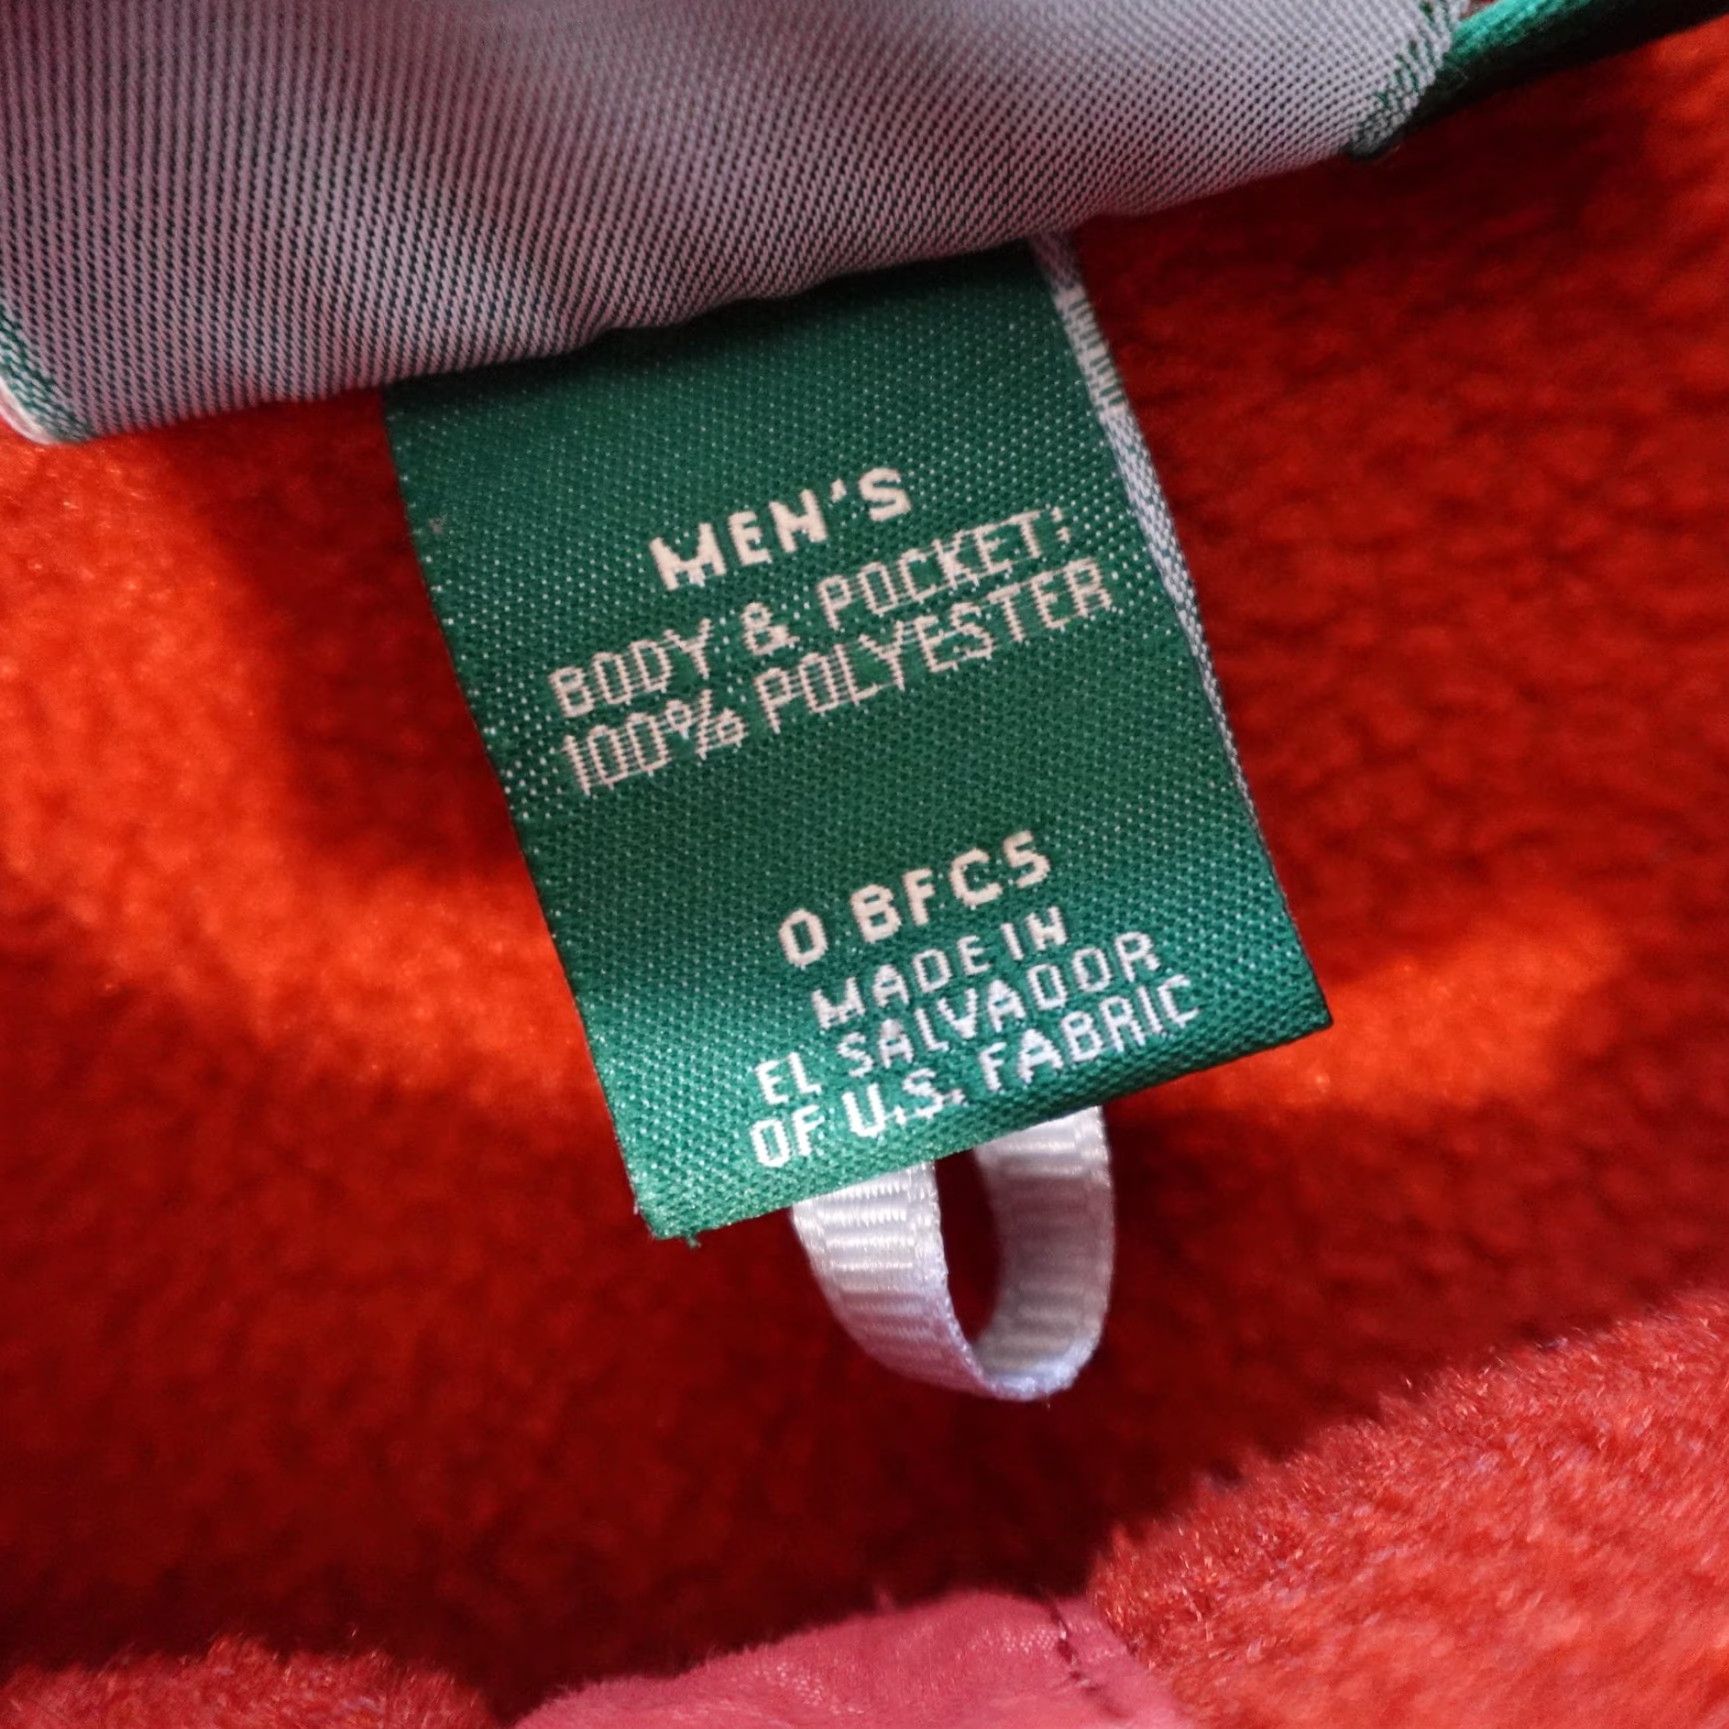 MEN'S
BODY & POCKET:
100% POLYESTER
0 BFC5
MADE IN
EL SALVADOR
OF U.S. FABRIC